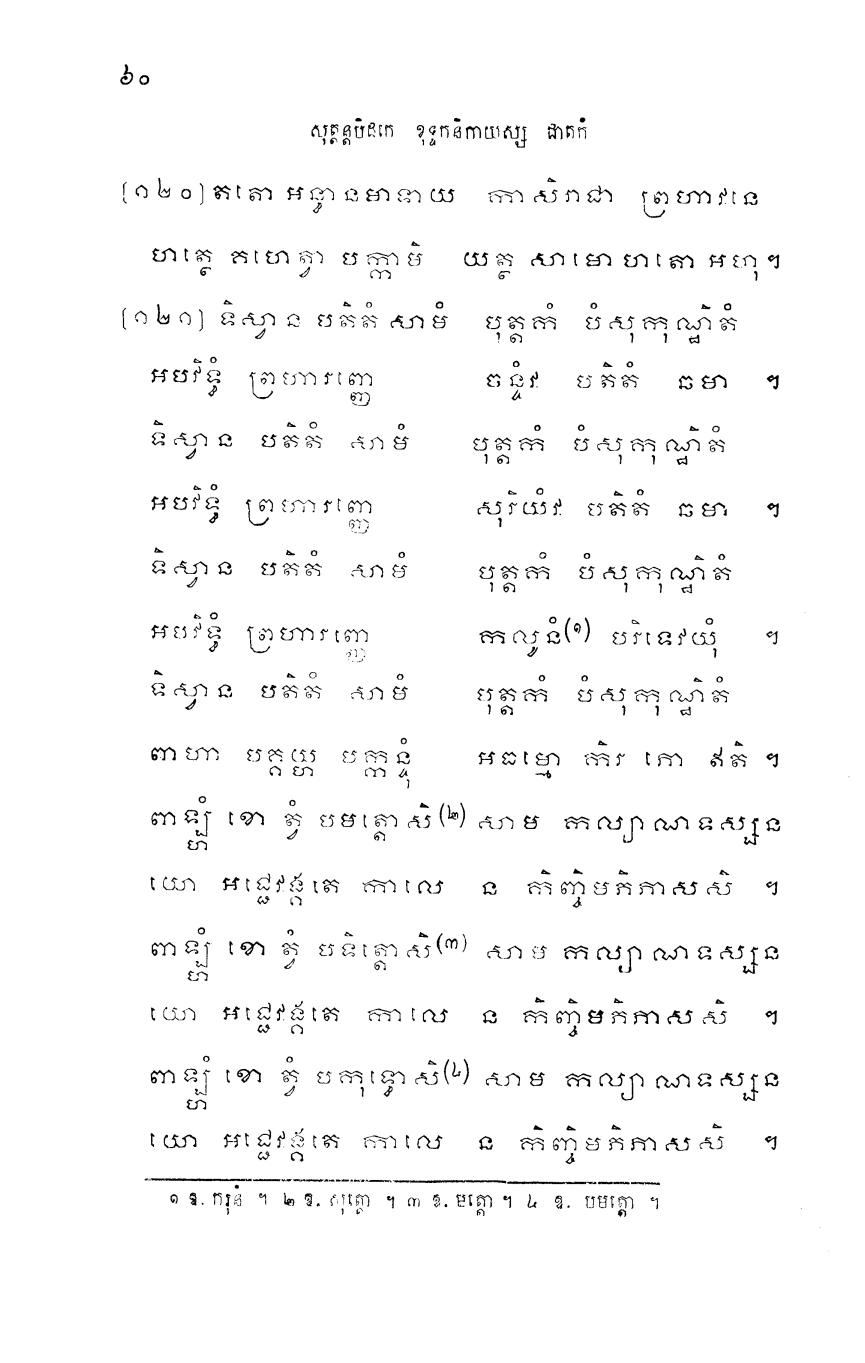 ៦០
សុត្តន្តបិដកេ ខុទ្ទកនិកាយស្ស ជាតកំ
[១២០] តតោ អន្ធានមាទាយ កាសិរាជា ព្រហាវនេ
ហត្ថេ គហេត្វា បក្កាមិ យត្ថ សាមោ ហតោ អហុ។
[១២១] ទិស្វាន បតិតំ សាមំ បុត្តកំ បំសុកុណ្ឋិតំ
អបវិទ្ធំ ព្រហារញ្ញេ ចន្ទំវ បតិតំ ឆមា ។
ទិស្វាន បតិតំ សាមំ បុត្តកំ បំសុកុណ្ឋិតំ
អបវិទ្ធំ ព្រហារញ្ញេ សុរិយំវ បតិតំ ឆមា ។
ទិស្វាន បតិតំ សាមំ បុត្តកំ បំសុកុណ្ឋិតំ
អបវិទ្ធំ ព្រហារញ្ញេ កលូនំ(១) បរិទេវយុំ ។
ទិស្វាន បតិតំ សាមំ បុត្តកំ បំសុកុណ្ឋិតំ
ពាហា បគ្គយ្ហ បក្កន្ទុំ អធម្មោ កិរ ភោ ឥតិ។
ពាឡ្ហំ ខោ ត្វំ បមត្តោសិ(២) សាម កល្យាណទស្សន
យោ អជ្ជេវង្គតេ កាលេ ន កិញ្ចិមភិភាសសិ ។
ពាឡ្ហំ ខោ ត្វំ បទិត្តោសិ(៣) សាម កល្យាណទស្សន
យោ អជ្ជេវង្គតេ កាលេ ន កិញ្ចិមភិភាសសិ ។
ពាឡ្ហំ ខោ ត្វំ បកុទ្ធោសិ(៤) សាម កល្យាណទស្សន
យោ អជ្ជេវង្គតេ កាលេ ន កិញ្ចិមភិភាសសិ ។
១ ឱ. ករុនំ ។ ២ ឱ. សុត្តោ ។ ៣ ឱ. មត្តោ ។ ៤ ឱ. បមត្តោ ។